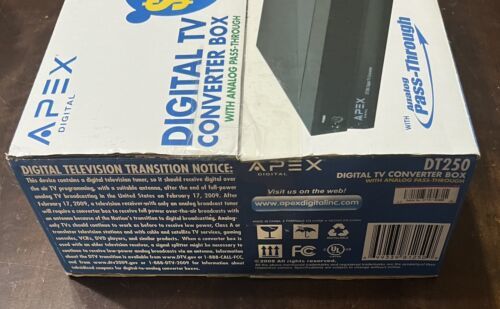 $
APEX
DIGITAL
DIGITAL TV
CONVERTER BOX
WITH ANALOG PASS-THROUGH
APEX
WITH Analog
Pass-Through
DIGITAL TELEVISION TRANSITION NOTICE:
This device contains a digital television tuner, so it should receive digital over
the air TV programming, with a suitable antenna, after the end of full-power
analog TV broadcasting in the United States on February 17, 2009. After
February 17, 2009, a television receiver with only an analog broadcast tuner
will require a converter box to receive full power over-the-air broadcasts with
an antenna because of the Nation's transition to digital broadcasting. Analog-
only TVs should continue to work as before to receive low power, Class A or
translator television stations and with cable and satellite TV services, gaming
consoles, VCRs, DVD players, and similar products. When a converter box is
used with an older television receiver, a signal splitter might be necessary to
continue to receive low-power analog broadcasts via an antenna. Information
about the DTV transition is available from www.DTV.gov or 1-888-CALL-FCC,
and from www.dtv2009.gov or 1-888-DTV-2009 for information about
subsidized coupons for digital-to-analog converter boxes.
APEX
DIGITAL
Visit us on the web!
www.apexdigitalinc.com
FC
UL
©2008 All rights reserved.
DT250
DIGITAL TV CONVERTER BOX
WITH ANALOG PASS-THROUGH